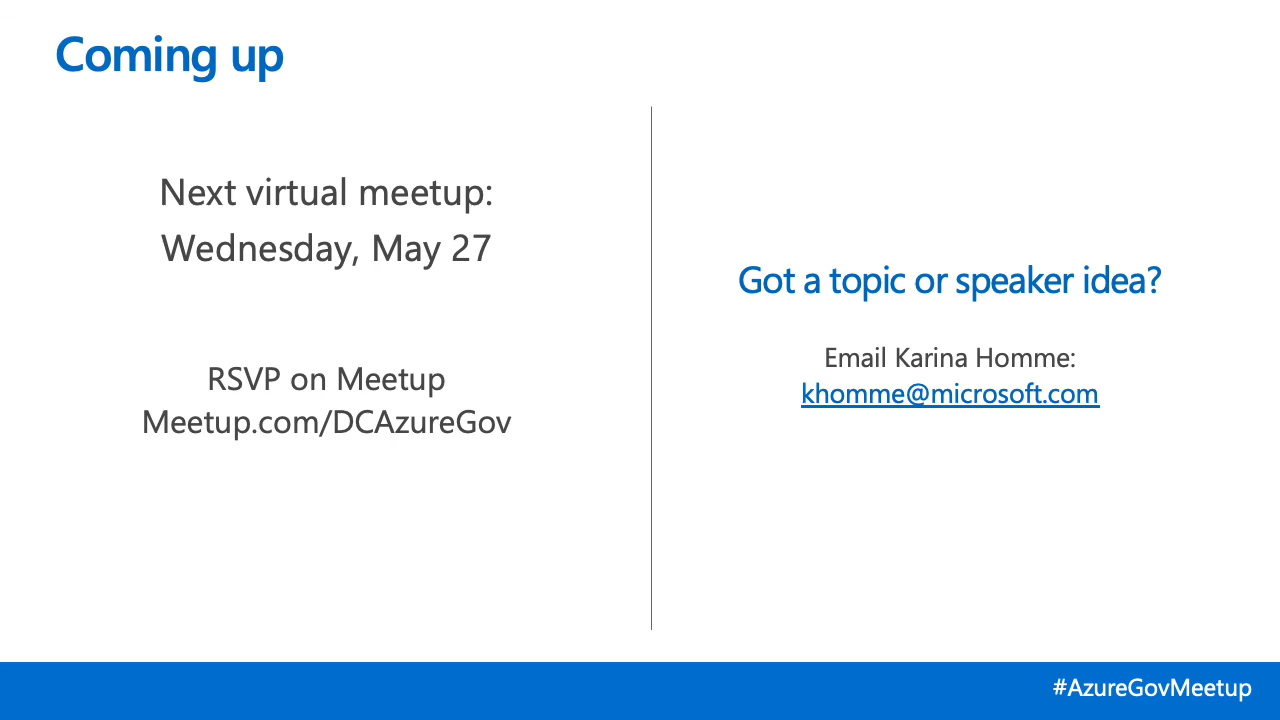 Coming up
Next virtual meetup:
Wednesday, May 27
RSVP on Meetup
Meetup.com/DCAzureGov
Got a topic or speaker idea?
Email Karina Homme:
khomme@microsoft.com
#AzureGovMeetup